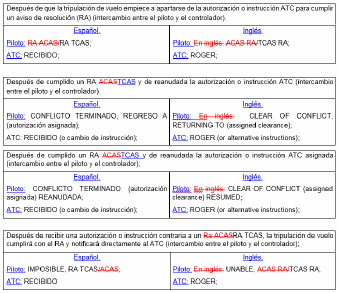 Después de que la tripulación de vuelo empiece a apartarse de la autorización o instrucción ATC para cumplir
un aviso de resolución (RA) (intercambio entre el piloto y el controlador).
Español. Inglés.
Piloto: RA ACAS/RA TCAS; Piloto: En inglés: ACAS RA/TCAS RA;
ATC: RECIBIDO; ATC: ROGER;
Después de cumplido un RA ACASTCAS y de reanudada la autorización o instrucción ATC (intercambio
entre el piloto y el controlador).
Español. Inglés.
Piloto: CONFLICTO TERMINADO, REGRESO A Piloto: En inglés: CLEAR OF CONFLICT,
(autorización asignada); RETURNING TO (assigned clearance);
ATC: RECIBIDO (o cambio de instrucción); ATC: ROGER (or alternative instructions);
Después de cumplido un RA ACASTCAS y de reanudada la autorización o instrucción ATC asignada
(intercambio entre el piloto y el controlador);
Español. Inglés.
Piloto: CONFLICTO TERMINADO (autorización Piloto: En inglés: CLEAR OF CONFLICT (assigned
asignada) REANUDADA; clearance) RESUMED;
ATC: RECIBIDO (o cambio de instrucción); ATC: ROGER (or alternative instructions);
Después de recibir una autorización o instrucción contraria a un Ra ACASRA TCAS, la tripulación de vuelo
cumplirá con el RA y notificará directamente al ATC (intercambio entre el piloto y el controlador);
Español. Inglés.
Piloto: IMPOSIBLE, RA TCAS/ACAS; Piloto: En inglés: UNABLE, ACAS RA/TCAS RA;
ATC: RECIBIDO ATC: ROGER;